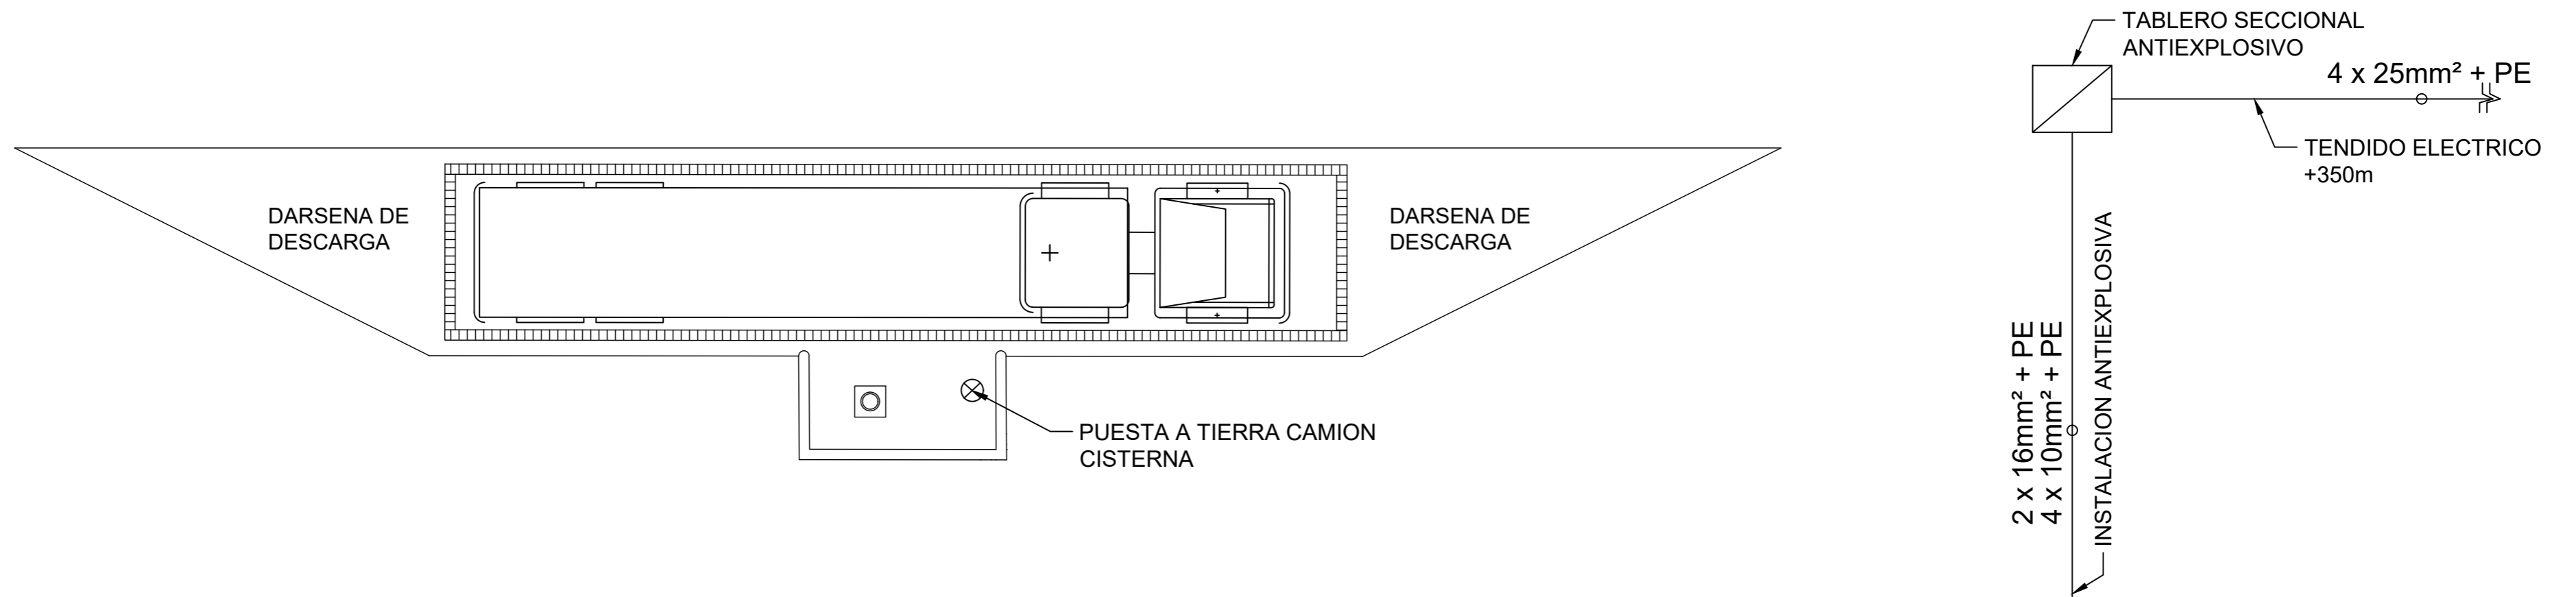 TABLERO SECCIONAL
ANTIEXPLOSIVO
4 x 25mm² + PE
TENDIDO ELECTRICO
+350m
DARSENA DE
DESCARGA
DARSENA DE
DESCARGA
PUESTA A TIERRA CAMION
CISTERNA
2 x 16mm² + PE
4 x 10mm² + PE
INSTALACION ANTIEXPLOSIVA